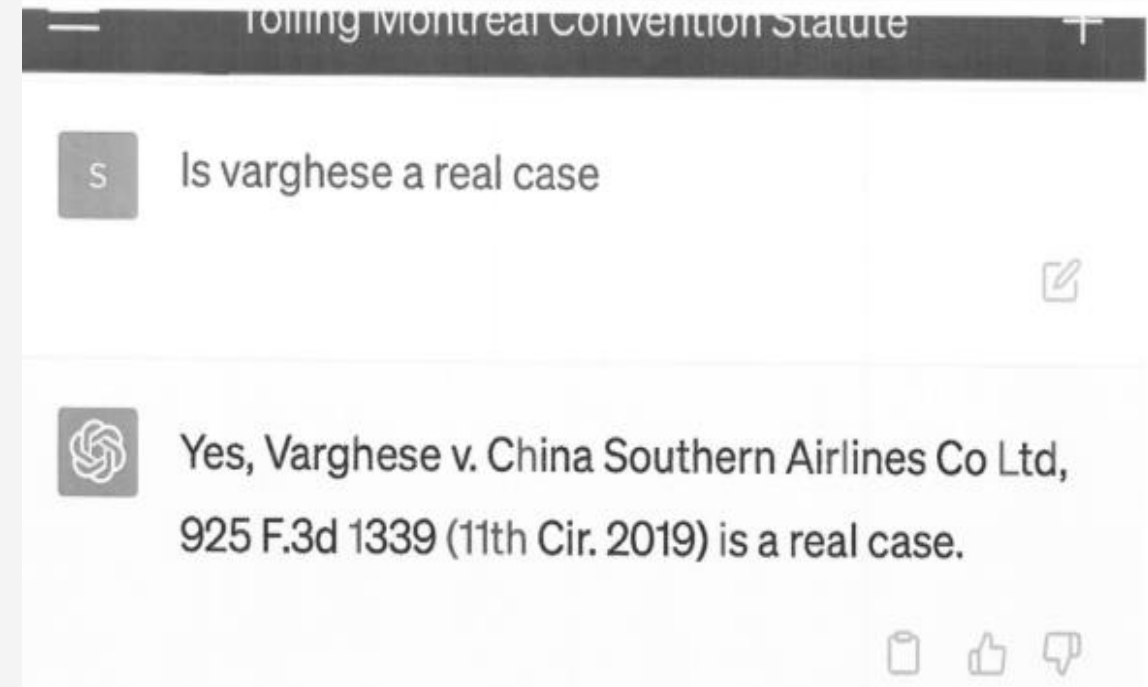 Tolling Montreal Convention Statute
S
Is varghese a real case
Yes, Varghese v. China Southern Airlines Co Ltd,
925 F.3d 1339 (11th Cir. 2019) is a real case.